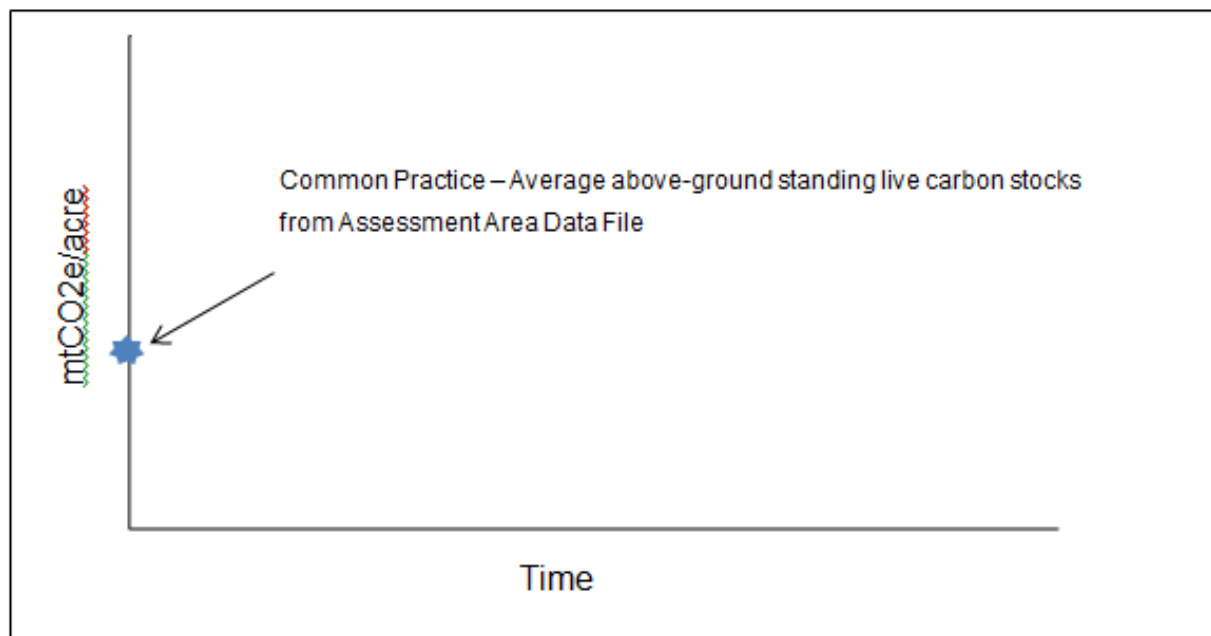 Common Practice – Average above-ground standing live carbon stocks
from Assessment Area Data File
mtCO2e/acre
Time